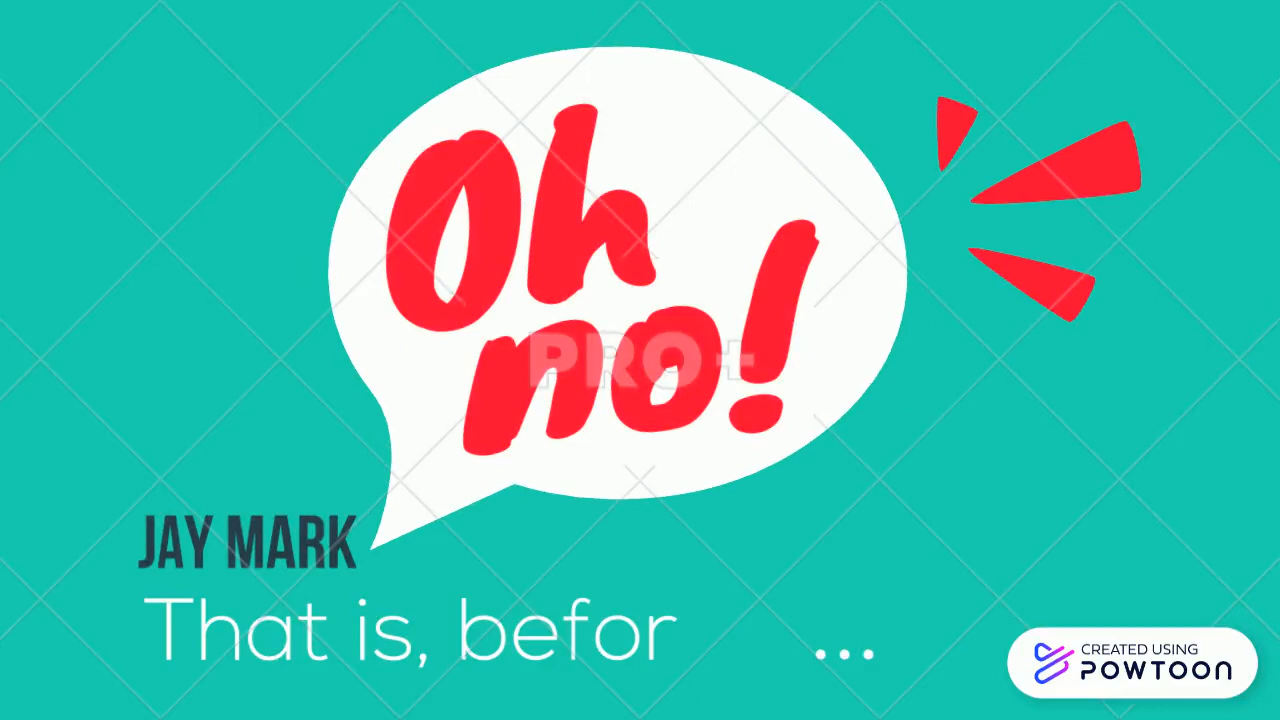 Oh
no!
PRO+
JAY MARK
That is, befor ...
CREATED USING
POWTOON